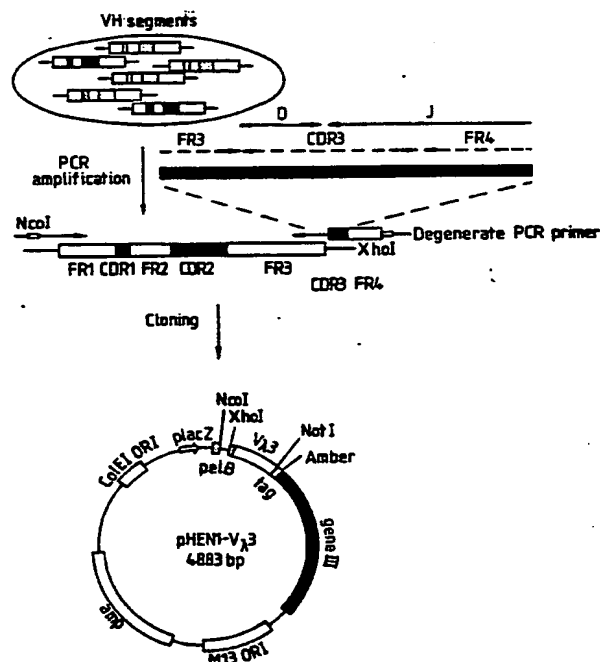 VH segments
D J
FR3 CDR3 FR4
PCR
amplification
NcoI
Degenerate PCR primer
XhoI
FR1 CDR1 FR2 CDR2 FR3
CDR3 FR4
Cloning
NcoI
XhoI
placZ
Vλ3
NotI
Amber
ColEI ORI
pelB
tag
gene III
pHEN1-Vλ3
4883 bp
amp
M13 ORI